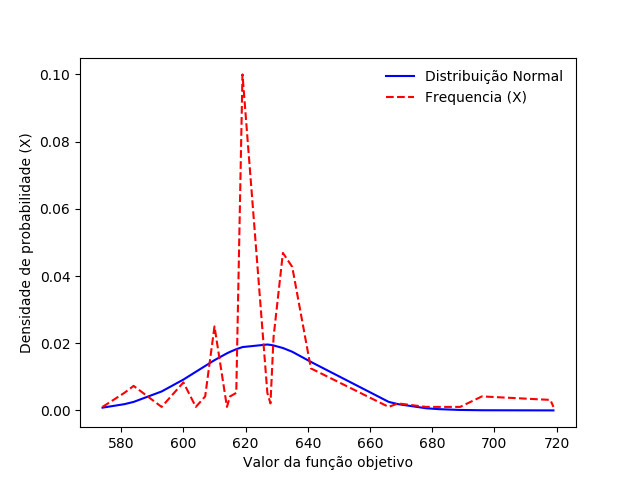 Distribuição Normal
Frequencia (X)
0.10
0.08
0.06
0.04
0.02
0.00
Densidade de probabilidade (X)
580 600 620 640 660 680 700 720
Valor da função objetivo